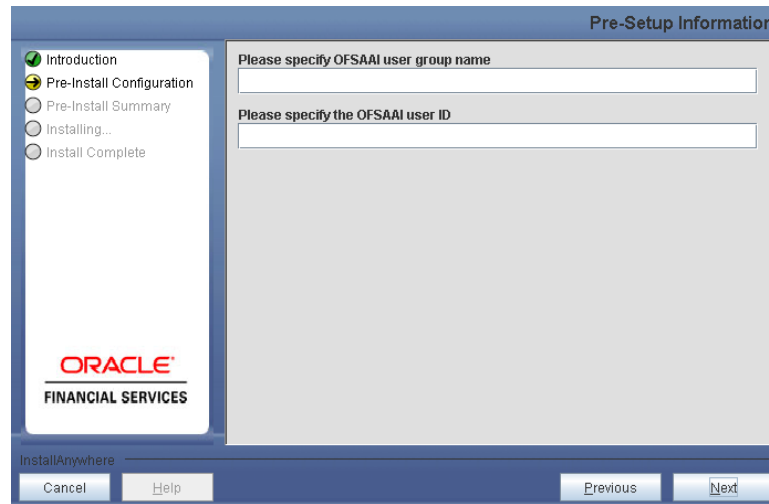 Pre-Setup Information
Introduction
Pre-Install Configuration
Pre-Install Summary
Installing...
Install Complete
Please specify OFSAAI user group name
Please specify the OFSAAI user ID
ORACLE
FINANCIAL SERVICES
InstallAnywhere
Cancel
Help
Previous
Next